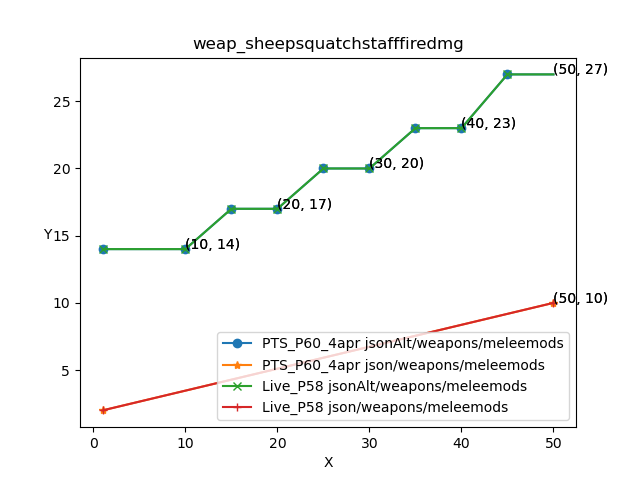 weap_sheepsquatchstafffiredmg
(50, 27)
25
(40, 23)
20
(30, 20)
(20, 17)
Y
15
(10, 14)
10
(50, 10)
5
PTS_P60_4apr jsonAlt/weapons/meleemods
PTS_P60_4apr json/weapons/meleemods
Live_P58 jsonAlt/weapons/meleemods
Live_P58 json/weapons/meleemods
0 10 20 30 40 50
X